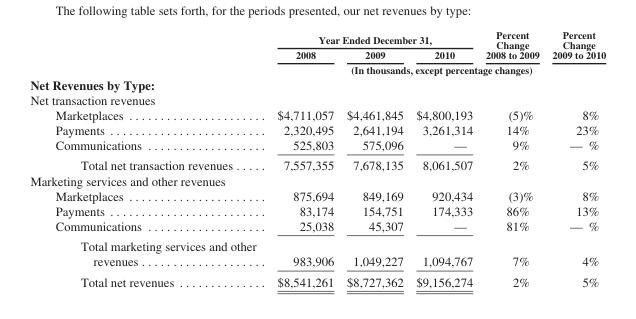 The following table sets forth, for the periods presented, our net revenues by type:
Year Ended December 31, Percent Change 2008 to 2009 Percent Change 2009 to 2010
2008 2009 2010
(In thousands, except percentage changes)
Net Revenues by Type:
Net transaction revenues
Marketplaces . . . . . . . . . . . . . . . . . . . . . . $4,711,057 $4,461,845 $4,800,193 (5)% 8%
Payments . . . . . . . . . . . . . . . . . . . . . . . . . 2,320,495 2,641,194 3,261,314 14% 23%
Communications . . . . . . . . . . . . . . . . . . . 525,803 575,096 — 9% — %
Total net transaction revenues . . . . . 7,557,355 7,678,135 8,061,507 2% 5%
Marketing services and other revenues
Marketplaces . . . . . . . . . . . . . . . . . . . . . . 875,694 849,169 920,434 (3)% 8%
Payments . . . . . . . . . . . . . . . . . . . . . . . . . 83,174 154,751 174,333 86% 13%
Communications . . . . . . . . . . . . . . . . . . . 25,038 45,307 — 81% — %
Total marketing services and other
revenues . . . . . . . . . . . . . . . . . . . . 983,906 1,049,227 1,094,767 7% 4%
Total net revenues . . . . . . . . . . . . . . $8,541,261 $8,727,362 $9,156,274 2% 5%